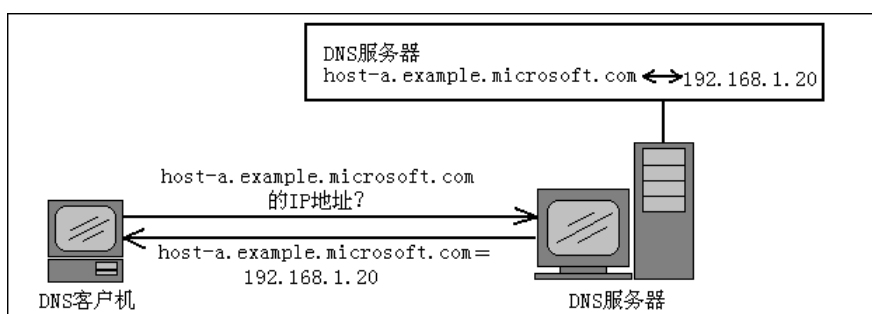 DNS服务器
host-a.example.microsoft.com 192.168.1.20
host-a.example.microsoft.com
的IP地址?
host-a.example.microsoft.com=
192.168.1.20
DNS客户机
DNS服务器